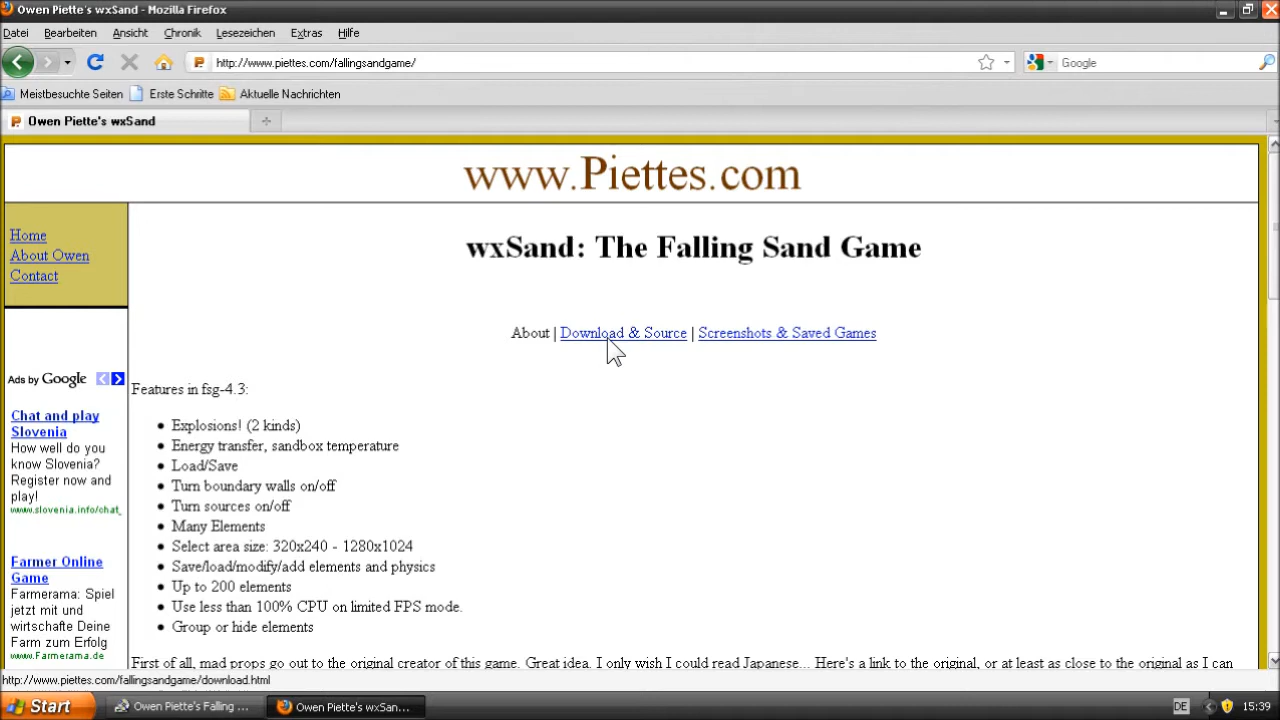 Owen Piette's wxSand - Mozilla Firefox
Datei Bearbeiten Ansicht Chronik Lesezeichen Extras Hilfe
http://www.piettes.com/fallingsandgame/
Google
Meistbesuchte Seiten Erste Schritte Aktuelle Nachrichten
Owen Piette's wxSand
www.Piettes.com
Home
About Owen
Contact
wxSand: The Falling Sand Game
About | Download & Source | Screenshots & Saved Games
Ads by Google
Chat and play
Slovenia
How well do you
know Slovenia?
Register now and
play!
www.slovenia.info/chat_
Farmer Online
Game
Farmerama: Spiel
jetzt mit und
wirtschafte Deine
Farm zum Erfolg
www.Farmerama.de
Features in fsg-4.3:
Explosions! (2 kinds)
Energy transfer, sandbox temperature
Load/Save
Turn boundary walls on/off
Turn sources on/off
Many Elements
Select area size: 320x240 - 1280x1024
Save/load/modify/add elements and physics
Up to 200 elements
Use less than 100% CPU on limited FPS mode.
Group or hide elements
First of all, mad props go out to the original creator of this game. Great idea. I only wish I could read Japanese... Here's a link to the original, or at least as close to the original as I can
http://www.piettes.com/fallingsandgame/download.html
Start
Owen Piette's Falling ...
Owen Piette's wxSan...
DE
15:39